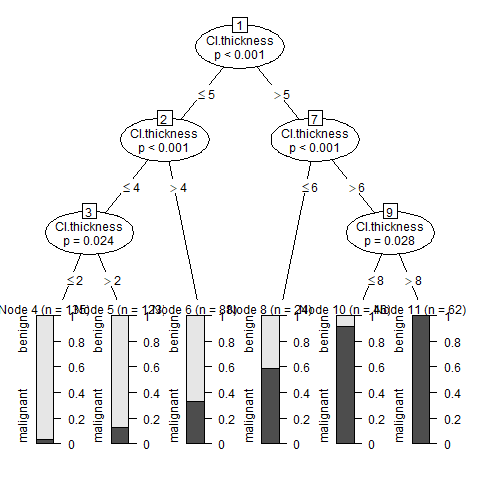 1
Cl.thickness
p < 0.001
≤ 5
> 5
2
Cl.thickness
p < 0.001
7
Cl.thickness
p < 0.001
≤ 4
> 4
≤ 6
> 6
3
Cl.thickness
p = 0.024
9
Cl.thickness
p = 0.028
≤ 2
> 2
≤ 8
> 8
Node 4 (n =
Node 5 (n =
Node 6 (n =
Node 8 (n = 24)
Node 10 (n =
Node 11 (n = 62)
malignant benign
1
0.8
0.6
0.4
0.2
0
malignant benign
1
0.8
0.6
0.4
0.2
0
malignant benign
1
0.8
0.6
0.4
0.2
0
malignant benign
1
0.8
0.6
0.4
0.2
0
malignant benign
1
0.8
0.6
0.4
0.2
0
malignant benign
1
0.8
0.6
0.4
0.2
0